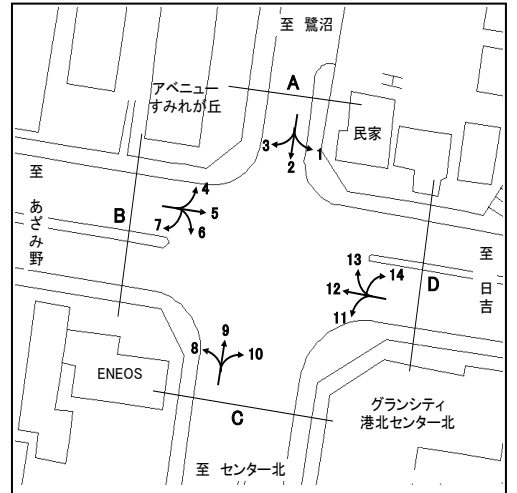 至 鷺沼
アベニュー
すみれが丘
A
民家
3
2
1
至 あざみ野
B
4
5
6
7
至 日吉
D
13
14
12
11
9
8
10
ENEOS
C
グランシティ
港北センター北
至 センター北